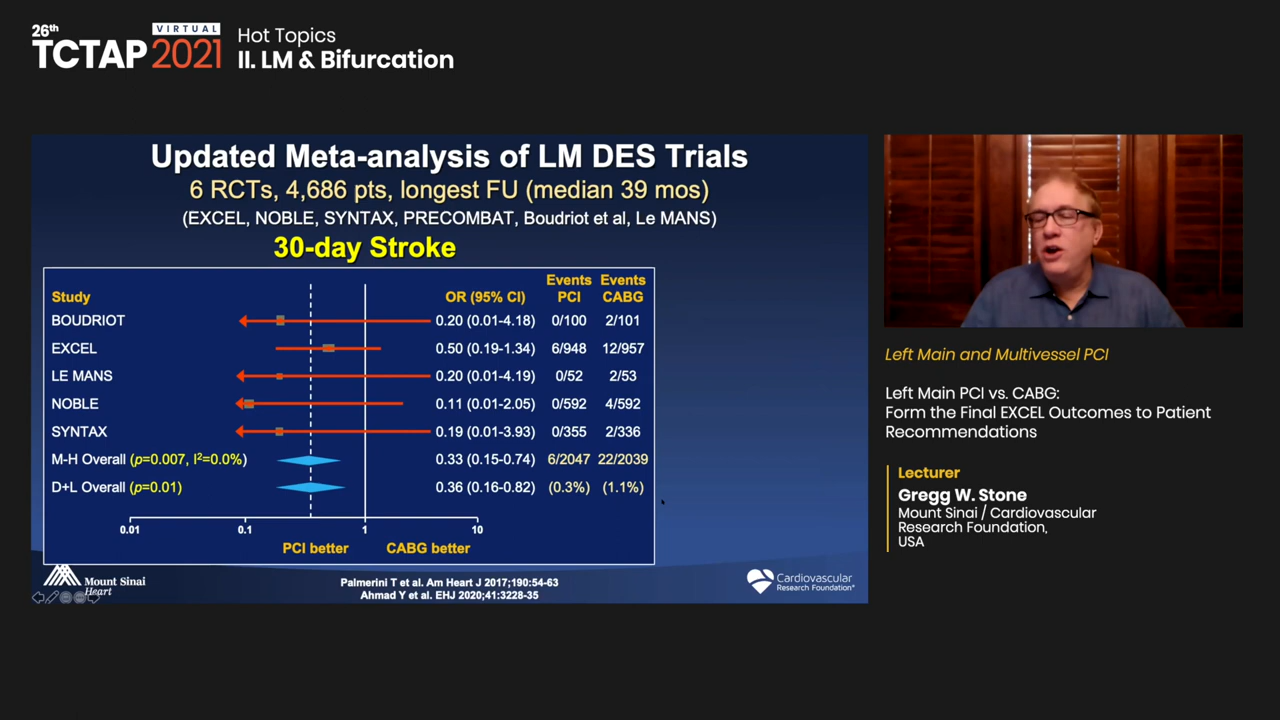 26th
VIRTUAL
TCTAP 2021
Hot Topics
II. LM & Bifurcation
Updated Meta-analysis of LM DES Trials
6 RCTs, 4,686 pts, longest FU (median 39 mos)
(EXCEL, NOBLE, SYNTAX, PRECOMBAT, Boudriot et al, Le MANS)
30-day Stroke
Study OR (95% CI) Events PCI Events CABG
BOUDRIOT 0.20 (0.01-4.18) 0/100 2/101
EXCEL 0.50 (0.19-1.34) 6/948 12/957
LE MANS 0.20 (0.01-4.19) 0/52 2/53
NOBLE 0.11 (0.01-2.05) 0/592 4/592
SYNTAX 0.19 (0.01-3.93) 0/355 2/336
M-H Overall (p=0.007, I²=0.0%) 0.33 (0.15-0.74) 6/2047 22/2039
D+L Overall (p=0.01) 0.36 (0.16-0.82) (0.3%) (1.1%)
0.01 0.1 1 10
PCI better CABG better
Mount Sinai
Heart
Palmerini T et al. Am Heart J 2017;190:54-63
Ahmad Y et al. EHJ 2020;41:3228-35
Cardiovascular
Research Foundation®
Left Main and Multivessel PCI
Left Main PCI vs. CABG:
Form the Final EXCEL Outcomes to Patient
Recommendations
Lecturer
Gregg W. Stone
Mount Sinai / Cardiovascular
Research Foundation,
USA